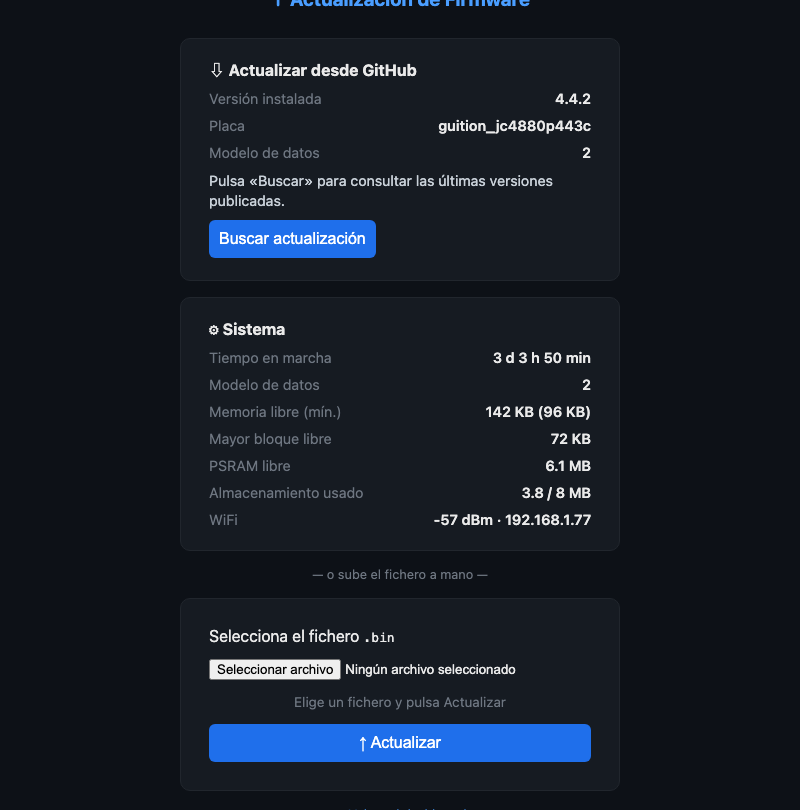 ↑ Actualización de Firmware
⇩ Actualizar desde GitHub
Versión instalada 4.4.2
Placa guition_jc4880p443c
Modelo de datos 2
Pulsa «Buscar» para consultar las últimas versiones
publicadas.
Buscar actualización
⚙ Sistema
Tiempo en marcha 3 d 3 h 50 min
Modelo de datos 2
Memoria libre (mín.) 142 KB (96 KB)
Mayor bloque libre 72 KB
PSRAM libre 6.1 MB
Almacenamiento usado 3.8 / 8 MB
WiFi -57 dBm · 192.168.1.77
— o sube el fichero a mano —
Selecciona el fichero .bin
Seleccionar archivo Ningún archivo seleccionado
Elige un fichero y pulsa Actualizar
↑ Actualizar